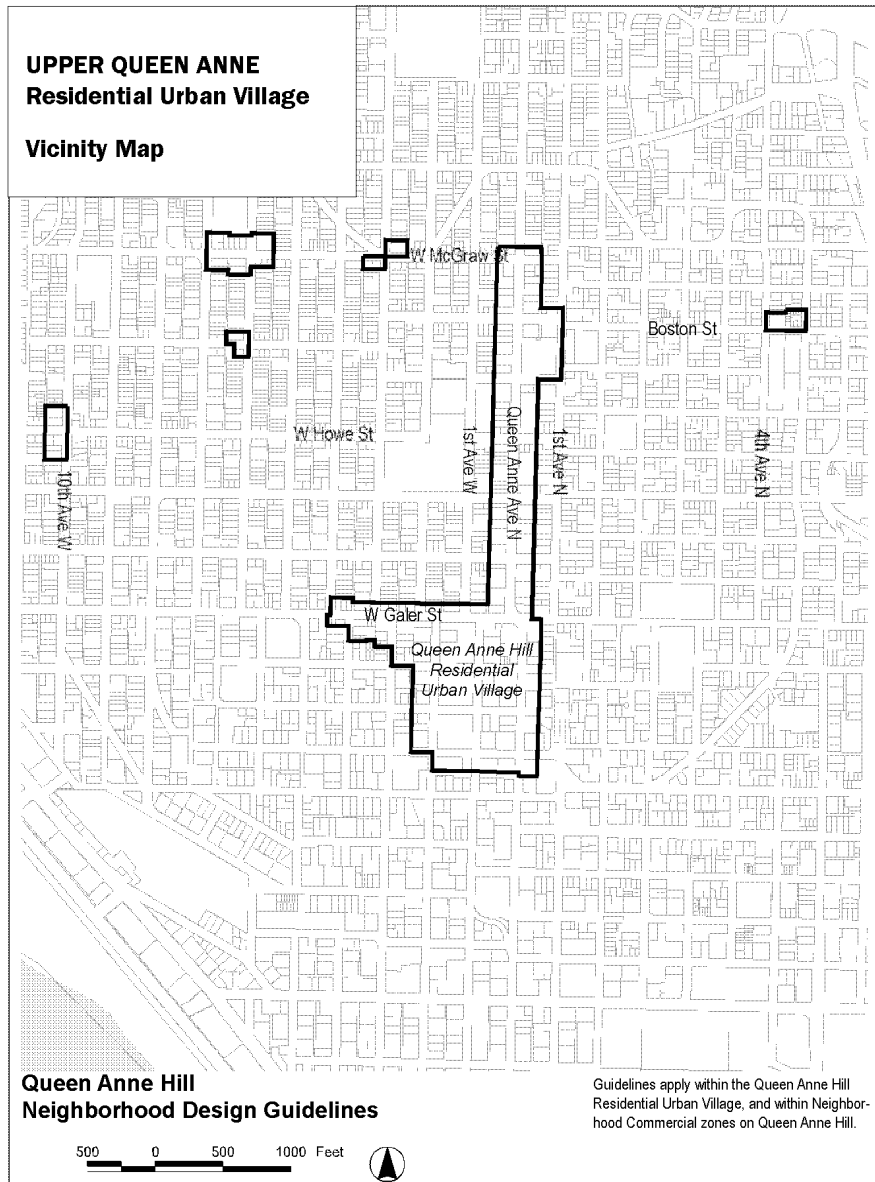 UPPER QUEEN ANNE
Residential Urban Village
Vicinity Map
W McGraw St
Boston St
Queen Anne Ave N
1st Ave W
1st Ave N
4th Ave N
W Howe St
10th Ave W
W Galer St
Queen Anne Hill
Residential
Urban Village
Queen Anne Hill
Neighborhood Design Guidelines
Guidelines apply within the Queen Anne Hill
Residential Urban Village, and within Neighbor-
hood Commercial zones on Queen Anne Hill.
500 0 500 1000 Feet